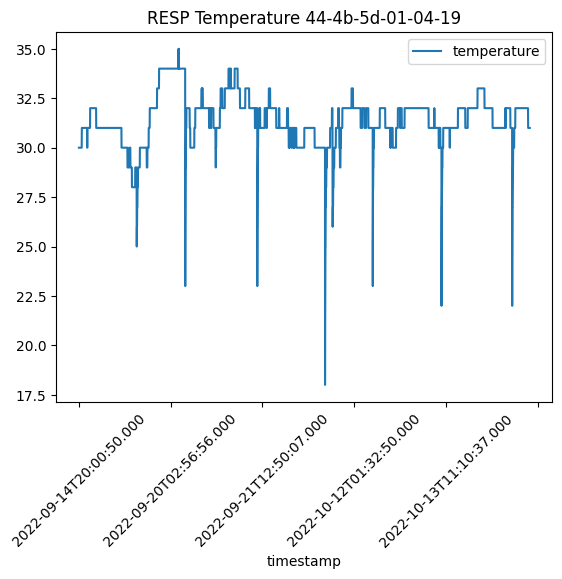 RESP Temperature 44-4b-5d-01-04-19
temperature
35.0
32.5
30.0
27.5
25.0
22.5
20.0
17.5
2022-09-14T20:00:50.000
2022-09-20T02:56:56.000
2022-09-21T12:50:07.000
2022-10-12T01:32:50.000
2022-10-13T11:10:37.000
timestamp